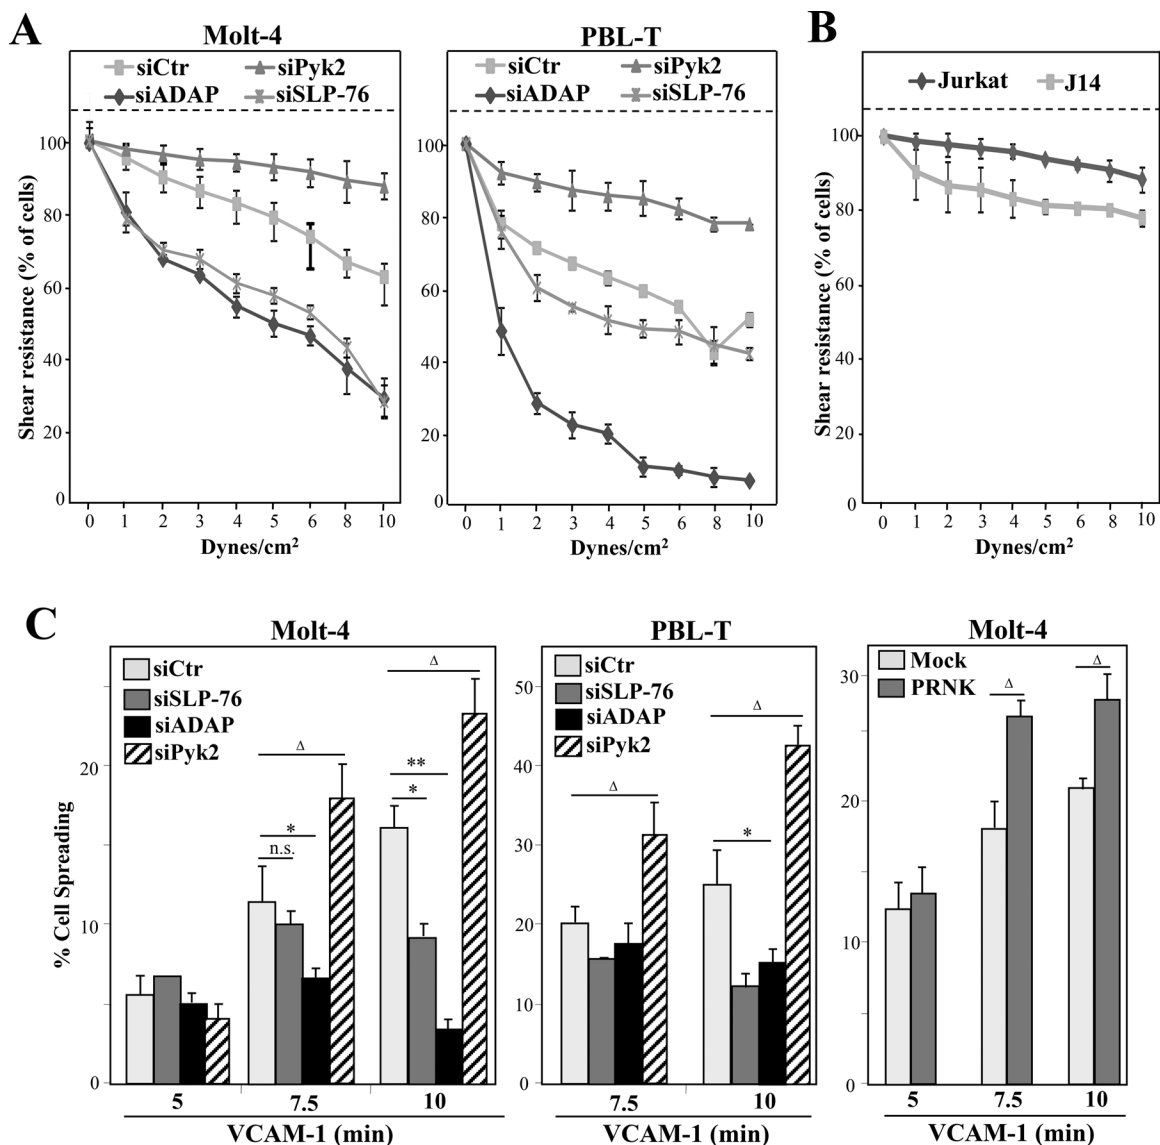 A
Molt-4
siCtr
siPyk2
siADAP
siSLP-76
Shear resistance (% of cells)
100
80
60
40
20
0
0 1 2 3 4 5 6 8 10
Dynes/cm²
PBL-T
siCtr
siPyk2
siADAP
siSLP-76
100
80
60
40
20
0
0 1 2 3 4 5 6 8 10
Dynes/cm²
B
Jurkat
J14
Shear resistance (% of cells)
100
80
60
40
20
0
0 1 2 3 4 5 6 8 10
Dynes/cm²
C
Molt-4
siCtr
siSLP-76
siADAP
siPyk2
% Cell Spreading
20
10
0
n.s.
*
Δ
*
**
Δ
5 7.5 10
VCAM-1 (min)
PBL-T
siCtr
siSLP-76
siADAP
siPyk2
50
40
30
20
10
0
Δ
*
Δ
7.5 10
VCAM-1 (min)
Molt-4
Mock
PRNK
30
20
10
0
Δ
Δ
5 7.5 10
VCAM-1 (min)